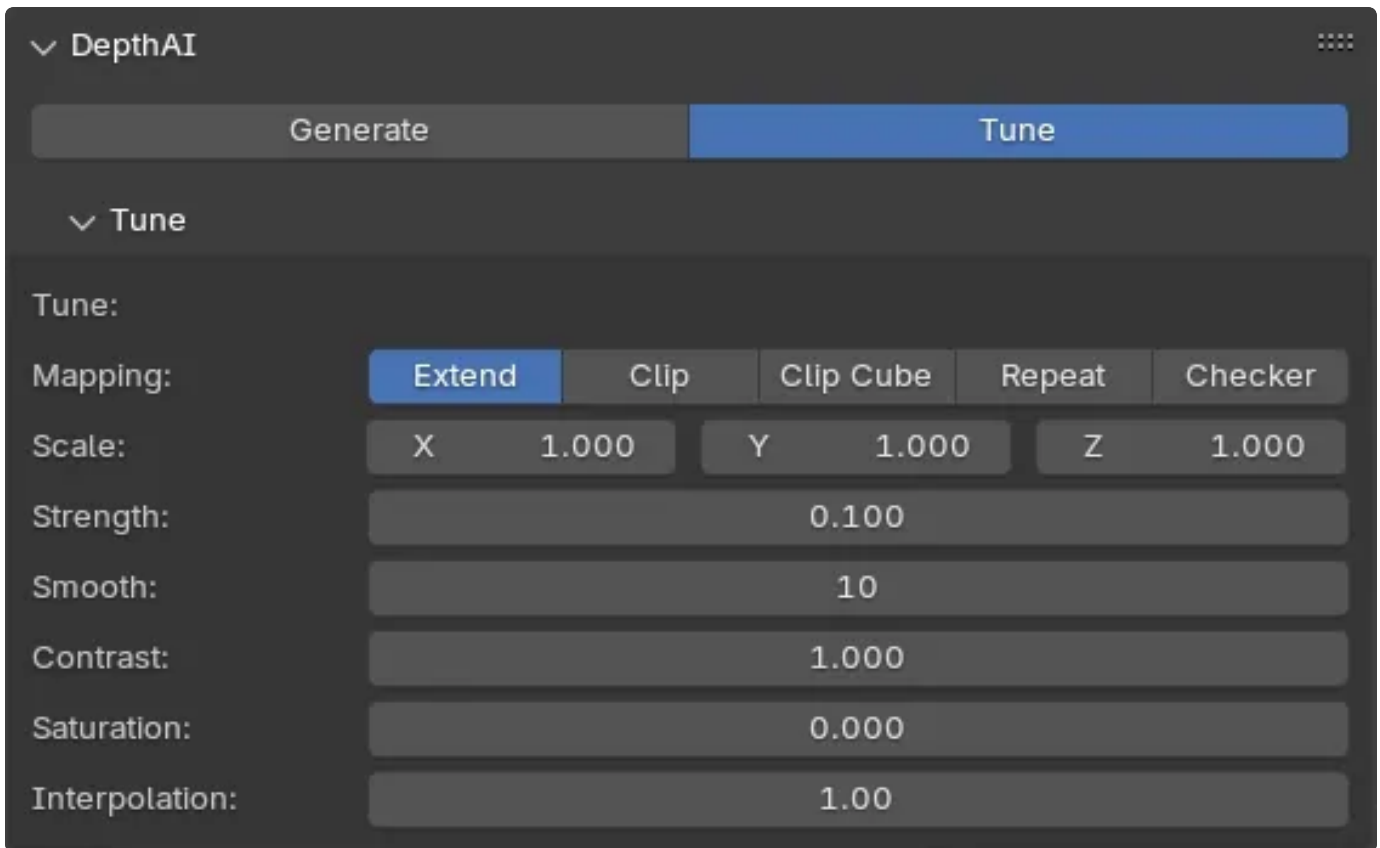 DepthAI
Generate Tune
Tune
Tune:
Mapping: Extend Clip Clip Cube Repeat Checker
Scale: X 1.000 Y 1.000 Z 1.000
Strength: 0.100
Smooth: 10
Contrast: 1.000
Saturation: 0.000
Interpolation: 1.00